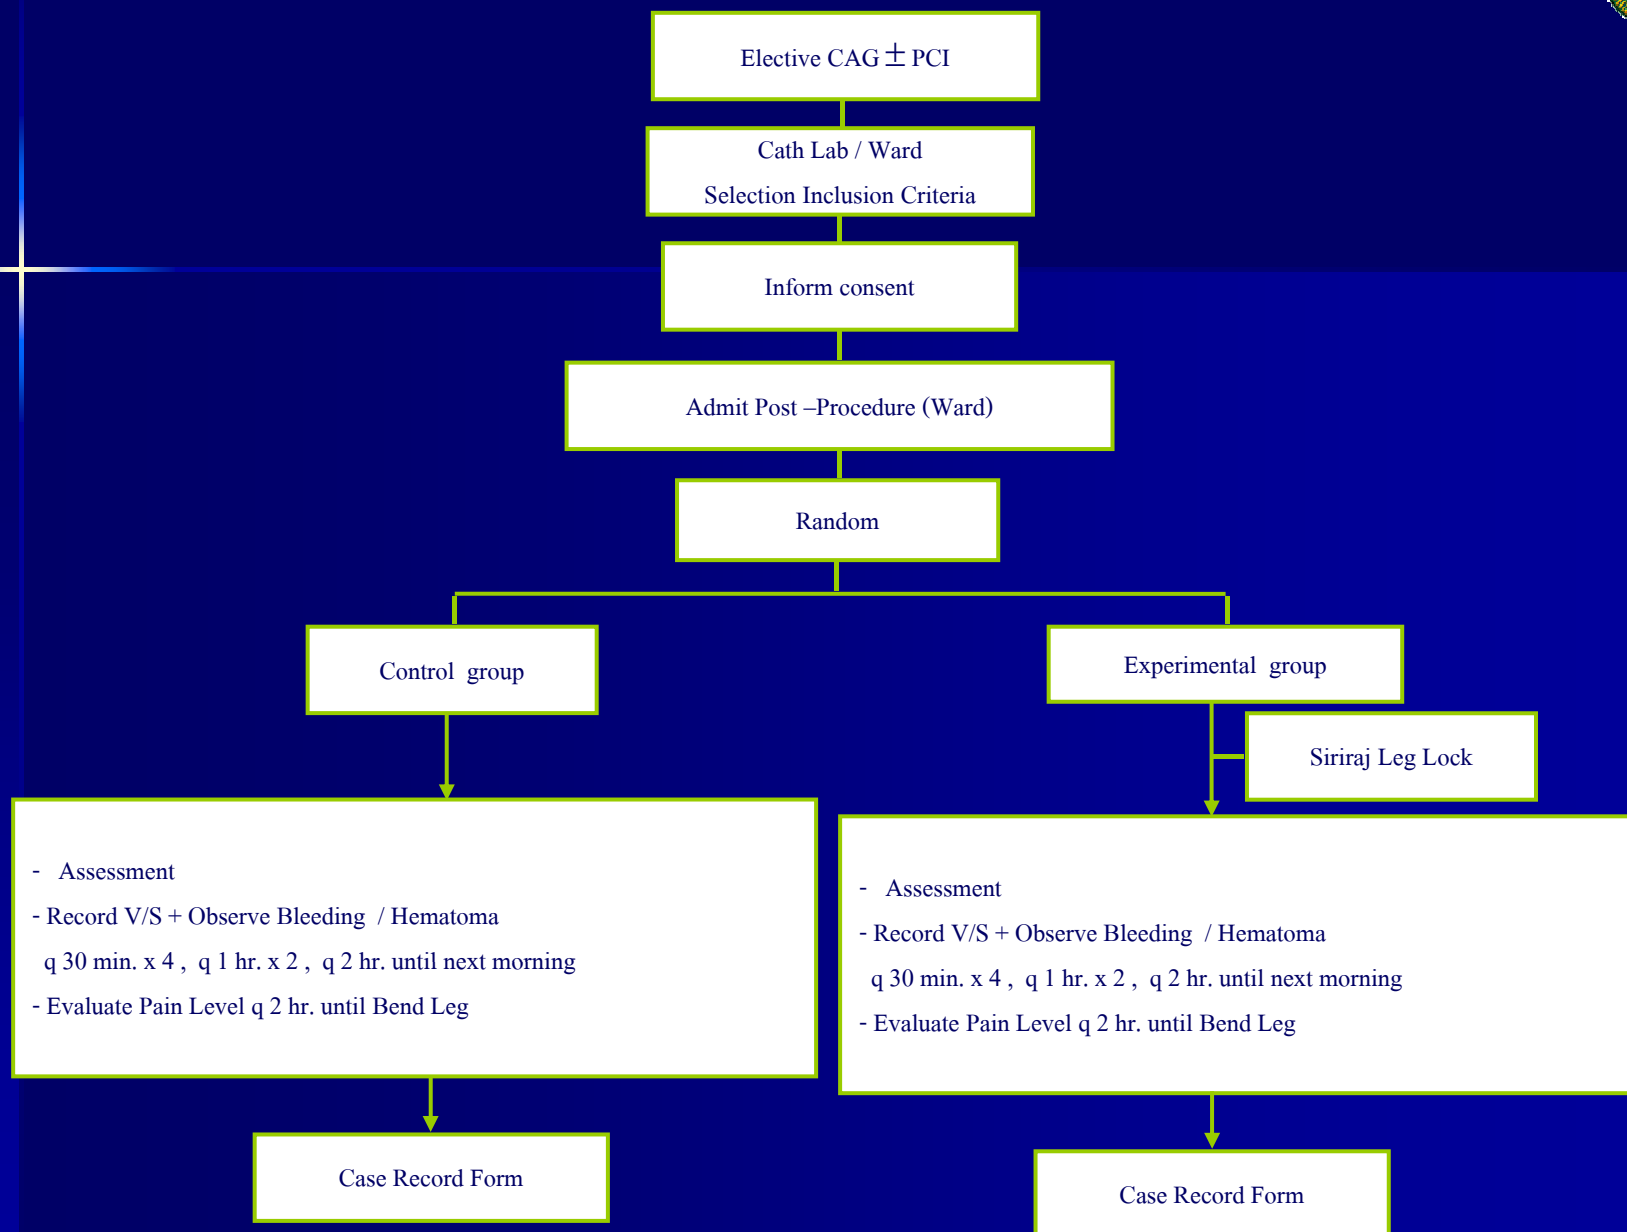 Elective CAG ± PCI
Cath Lab / Ward
Selection Inclusion Criteria
Inform consent
Admit Post –Procedure (Ward)
Random
Control group
Experimental group
Siriraj Leg Lock
- Assessment
- Record V/S + Observe Bleeding / Hematoma
q 30 min. x 4 , q 1 hr. x 2 , q 2 hr. until next morning
- Evaluate Pain Level q 2 hr. until Bend Leg
- Assessment
- Record V/S + Observe Bleeding / Hematoma
q 30 min. x 4 , q 1 hr. x 2 , q 2 hr. until next morning
- Evaluate Pain Level q 2 hr. until Bend Leg
Case Record Form
Case Record Form